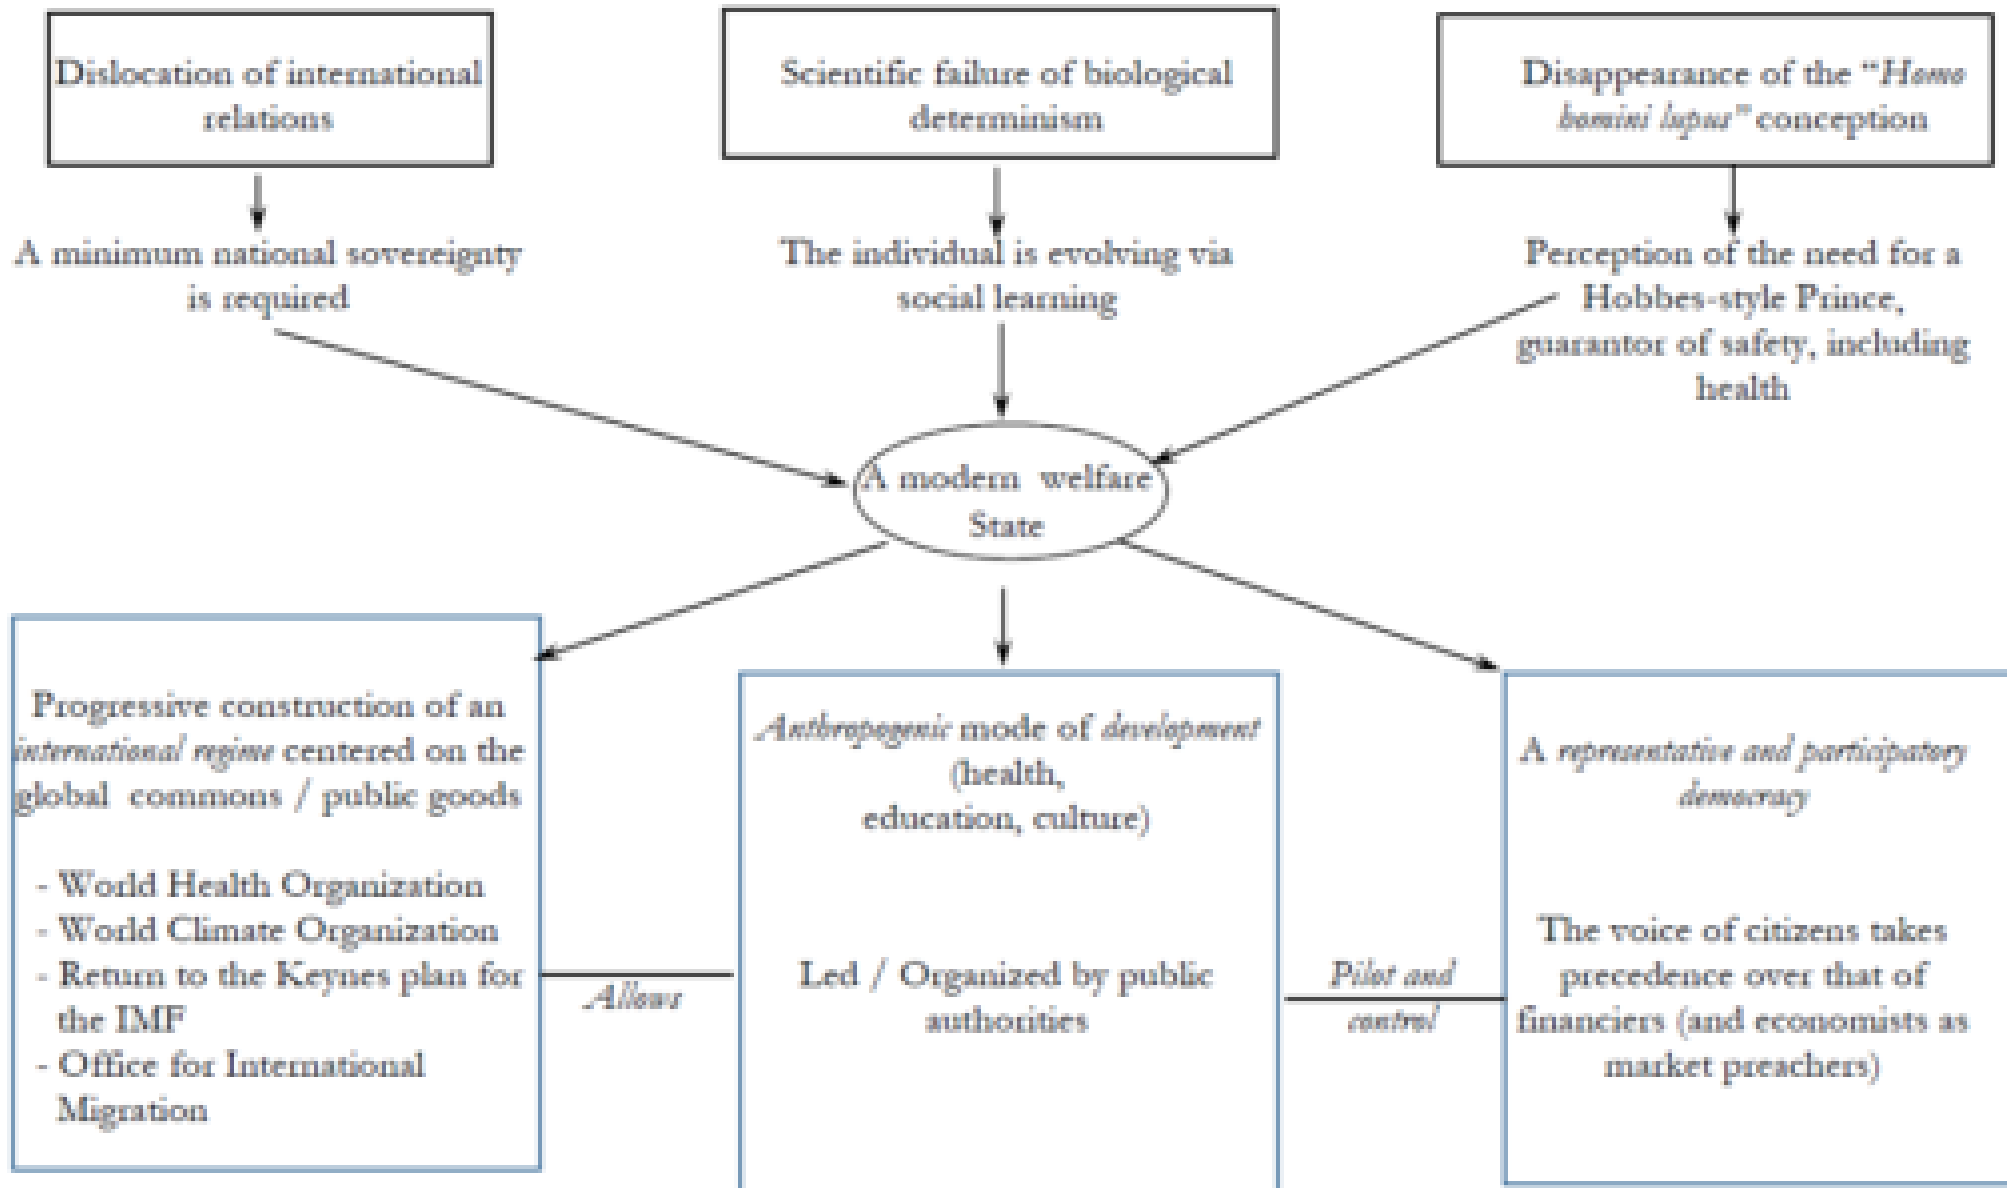 Dislocation of international
relations
Scientific failure of biological
determinism
Disappearance of the “Homo
homini lupus” conception
A minimum national sovereignty
is required
The individual is evolving via
social learning
Perception of the need for a
Hobbes-style Prince,
guarantor of safety, including
health
A modern welfare
State
Progressive construction of an
international regime centered on the
global commons / public goods
- World Health Organization
- World Climate Organization
- Return to the Keynes plan for
the IMF
- Office for International
Migration
Allows
Anthropogenic mode of development
(health,
education, culture)
Led / Organized by public
authorities
Pilot and
control
A representative and participatory
democracy
The voice of citizens takes
precedence over that of
financiers (and economists as
market preachers)